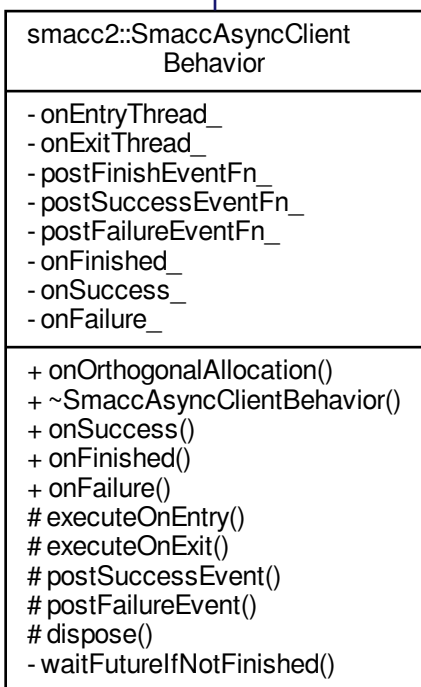 smacc2::SmaccAsyncClient
Behavior
- onEntryThread_
- onExitThread_
- postFinishEventFn_
- postSuccessEventFn_
- postFailureEventFn_
- onFinished_
- onSuccess_
- onFailure_
+ onOrthogonalAllocation()
+ ~SmaccAsyncClientBehavior()
+ onSuccess()
+ onFinished()
+ onFailure()
# executeOnEntry()
# executeOnExit()
# postSuccessEvent()
# postFailureEvent()
# dispose()
- waitFutureIfNotFinished()